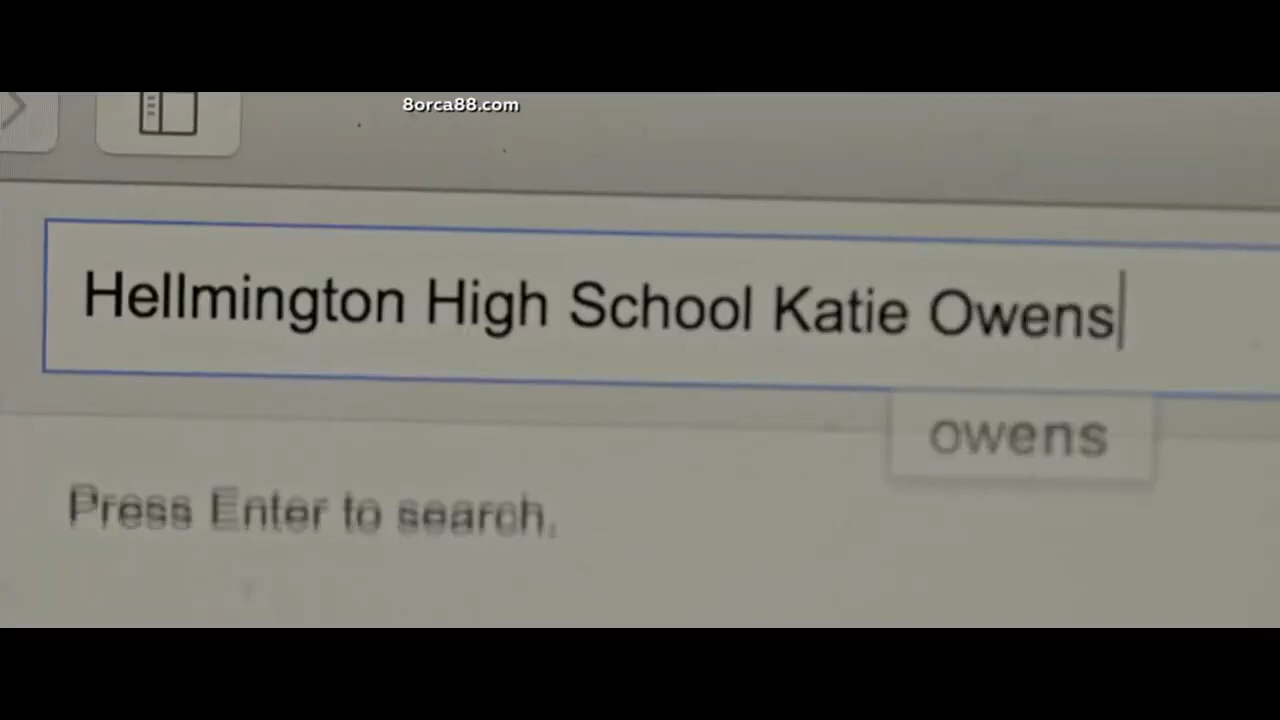 8orca88.com
Hellmington High School Katie Owens
owens
Press Enter to search.